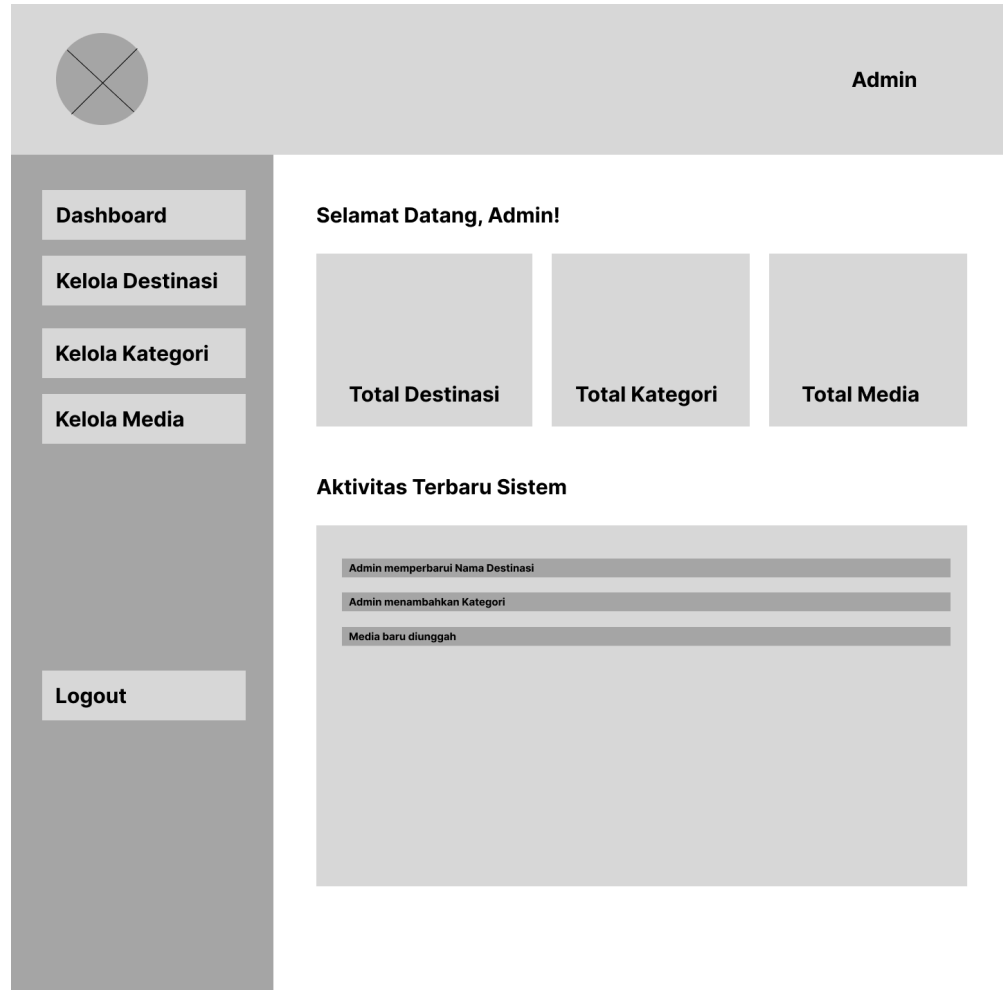 Admin
Dashboard
Kelola Destinasi
Kelola Kategori
Kelola Media
Logout
Selamat Datang, Admin!
Total Destinasi
Total Kategori
Total Media
Aktivitas Terbaru Sistem
Admin memperbarui Nama Destinasi
Admin menambahkan Kategori
Media baru diunggah